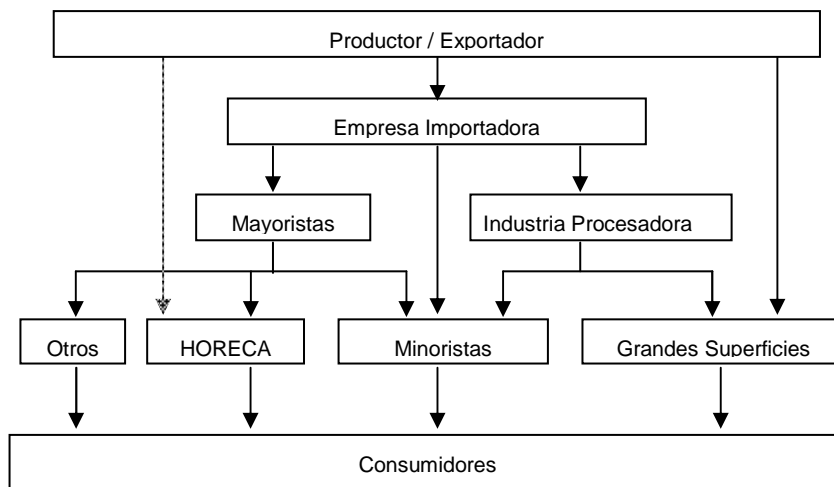 Productor / Exportador
Empresa Importadora
Mayoristas
Industria Procesadora
Otros
HORECA
Minoristas
Grandes Superficies
Consumidores